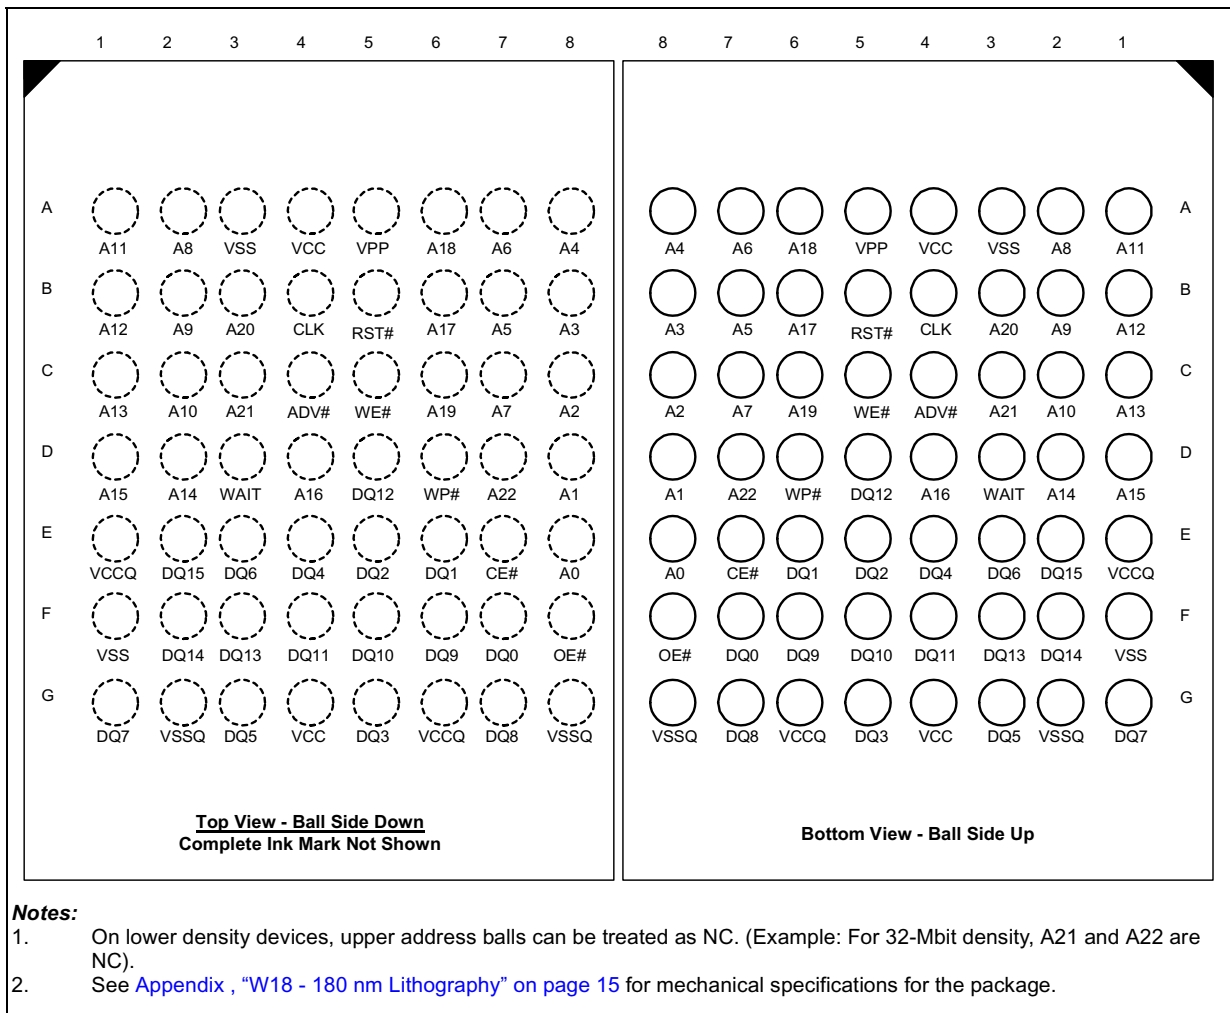 1 2 3 4 5 6 7 8 8 7 6 5 4 3 2 1
A A
A11 A8 VSS VCC VPP A18 A6 A4 A4 A6 A18 VPP VCC VSS A8 A11
B B
A12 A9 A20 CLK RST# A17 A5 A3 A3 A5 A17 RST# CLK A20 A9 A12
C C
A13 A10 A21 ADV# WE# A19 A7 A2 A2 A7 A19 WE# ADV# A21 A10 A13
D D
A15 A14 WAIT A16 DQ12 WP# A22 A1 A1 A22 WP# DQ12 A16 WAIT A14 A15
E E
VCCQ DQ15 DQ6 DQ4 DQ2 DQ1 CE# A0 A0 CE# DQ1 DQ2 DQ4 DQ6 DQ15 VCCQ
F F
VSS DQ14 DQ13 DQ11 DQ10 DQ9 DQ0 OE# OE# DQ0 DQ9 DQ10 DQ11 DQ13 DQ14 VSS
G G
DQ7 VSSQ DQ5 VCC DQ3 VCCQ DQ8 VSSQ VSSQ DQ8 VCCQ DQ3 VCC DQ5 VSSQ DQ7
Top View - Ball Side Down
Complete Ink Mark Not Shown
Bottom View - Ball Side Up
Notes:
1. On lower density devices, upper address balls can be treated as NC. (Example: For 32-Mbit density, A21 and A22 are
NC).
2. See Appendix , “W18 - 180 nm Lithography” on page 15 for mechanical specifications for the package.